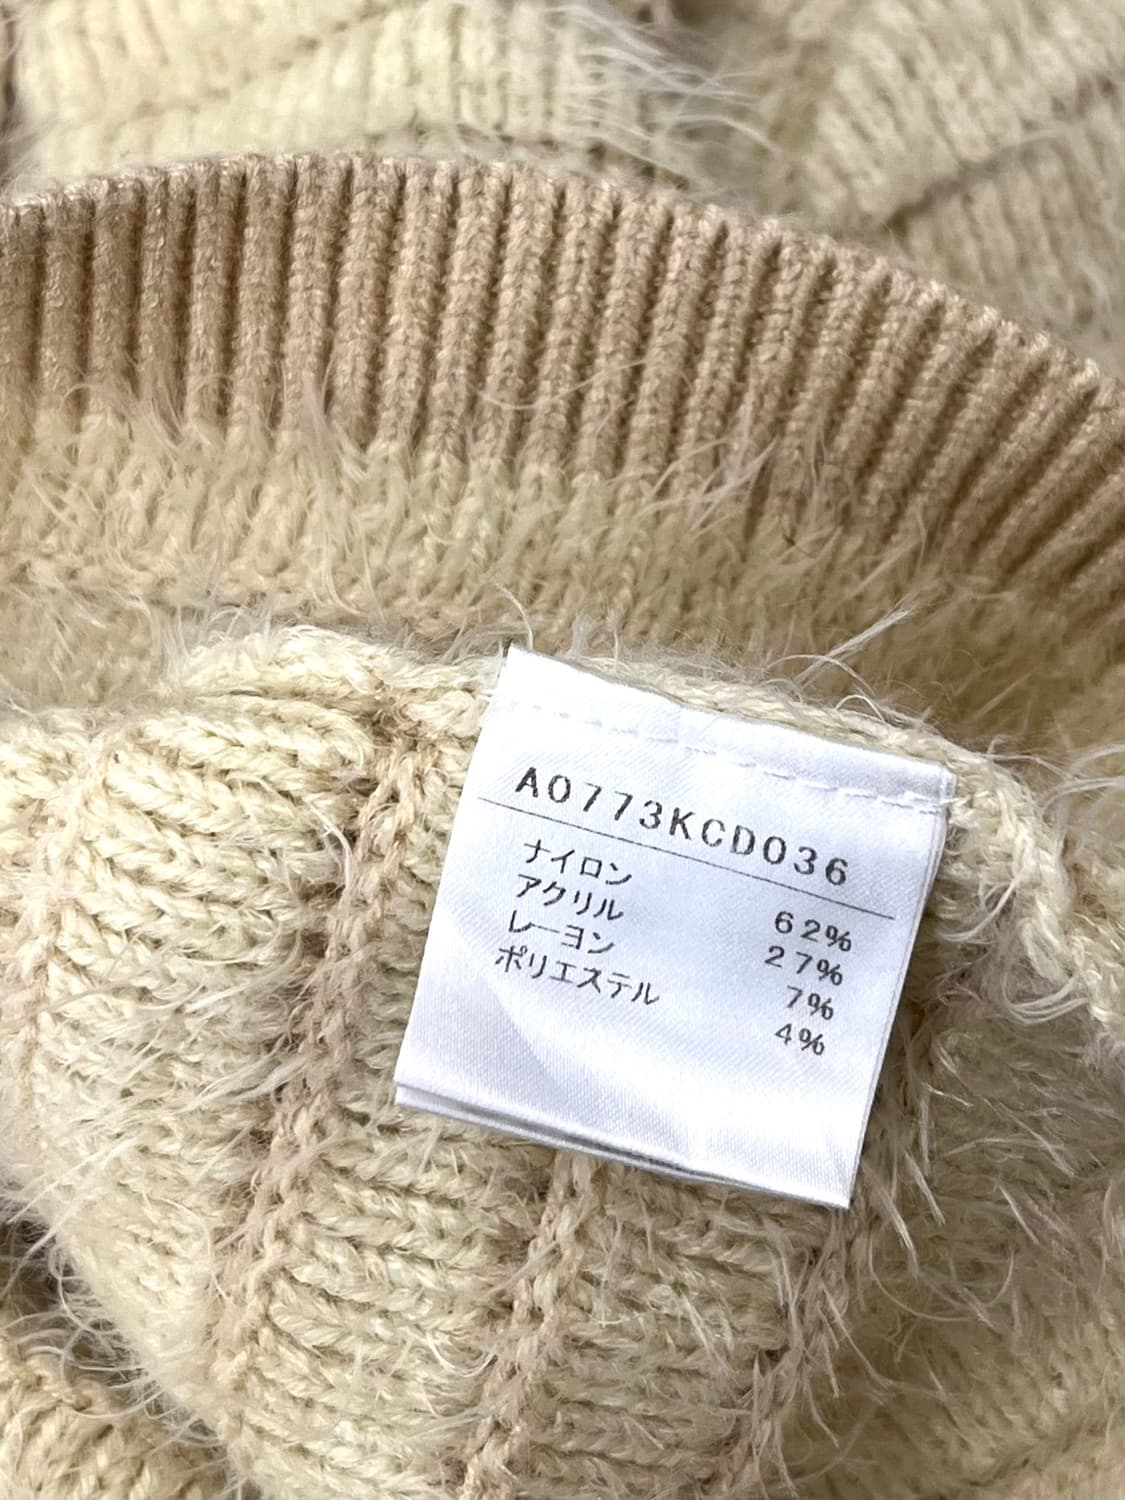 A0773KCD036
ナイロン 62%
アクリル 27%
レーヨン 7%
ポリエステル 4%